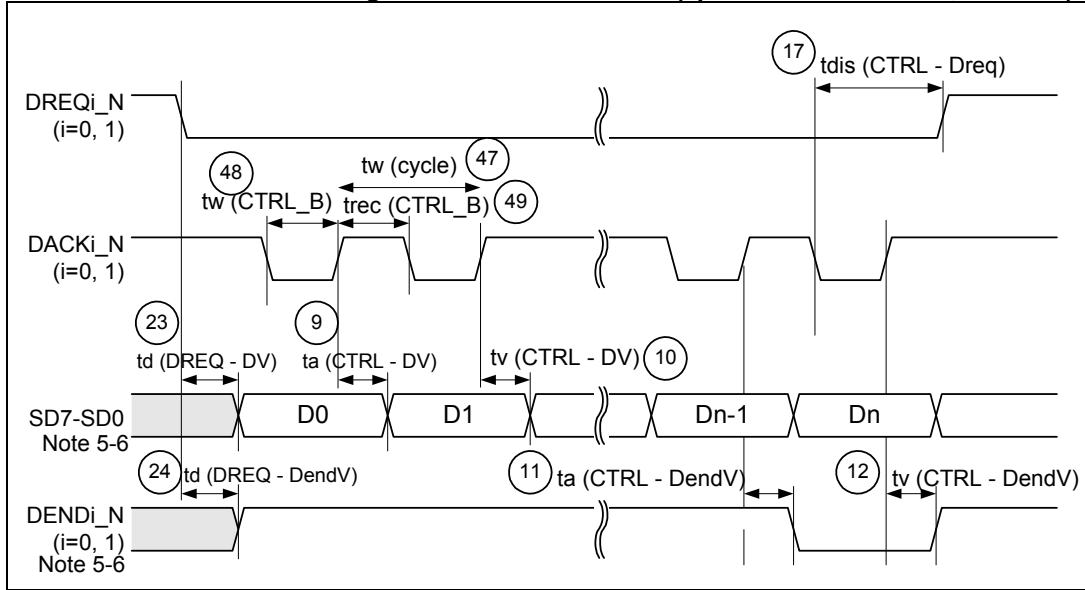 17
tdis (CTRL - Dreq)
DREQi_N
(i=0, 1)
48
tw (cycle)
47
tw (CTRL_B)
trec (CTRL_B)
49
DACKi_N
(i=0, 1)
23
9
td (DREQ - DV)
ta (CTRL - DV)
tv (CTRL - DV)
10
SD7-SD0
Note 5-6
D0
D1
Dn-1
Dn
24
td (DREQ - DendV)
11
ta (CTRL - DendV)
12
tv (CTRL - DendV)
DENDi_N
(i=0, 1)
Note 5-6